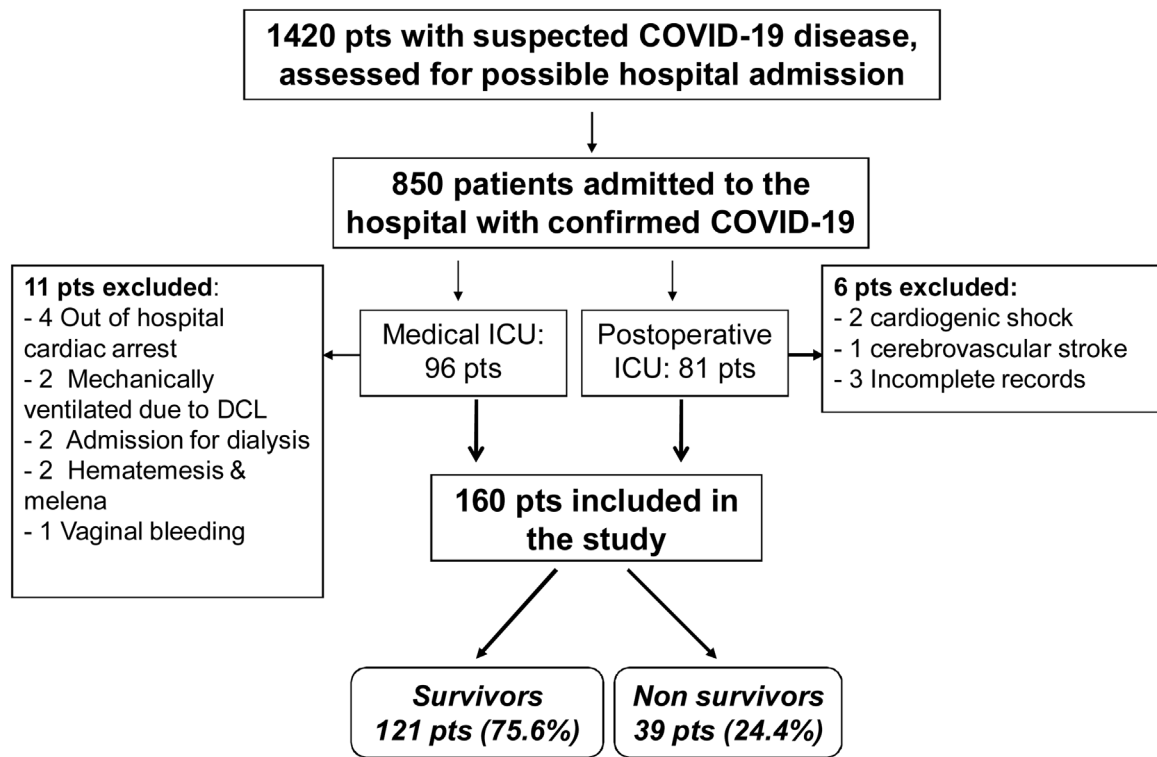 1420 pts with suspected COVID-19 disease,
assessed for possible hospital admission
850 patients admitted to the
hospital with confirmed COVID-19
11 pts excluded:
- 4 Out of hospital
cardiac arrest
- 2 Mechanically
ventilated due to DCL
- 2 Admission for dialysis
- 2 Hematemesis &
melena
- 1 Vaginal bleeding
Medical ICU:
96 pts
Postoperative
ICU: 81 pts
6 pts excluded:
- 2 cardiogenic shock
- 1 cerebrovascular stroke
- 3 Incomplete records
160 pts included in
the study
Survivors
121 pts (75.6%)
Non survivors
39 pts (24.4%)